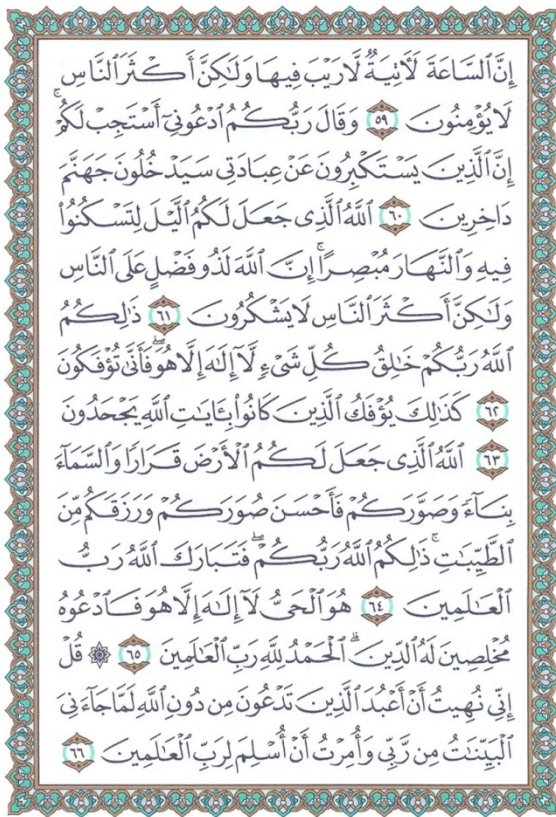 إِنَّ ٱلسَّاعَةَ لَـَٔاتِيَةٌ لَّا رَيْبَ فِيهَا وَلَـٰكِنَّ أَكْثَرَ ٱلنَّاسِ
لَا يُؤْمِنُونَ ٥٩ وَقَالَ رَبُّكُمُ ٱدْعُونِىٓ أَسْتَجِبْ لَكُمْ ۚ
إِنَّ ٱلَّذِينَ يَسْتَكْبِرُونَ عَنْ عِبَادَتِى سَيَدْخُلُونَ جَهَنَّمَ
دَاخِرِينَ ٦٠ ٱللَّهُ ٱلَّذِى جَعَلَ لَكُمُ ٱلَّيْلَ لِتَسْكُنُوا۟
فِيهِ وَٱلنَّهَارَ مُبْصِرًا ۚ إِنَّ ٱللَّهَ لَذُو فَضْلٍ عَلَى ٱلنَّاسِ
وَلَـٰكِنَّ أَكْثَرَ ٱلنَّاسِ لَا يَشْكُرُونَ ٦١ ذَٰلِكُمُ
ٱللَّهُ رَبُّكُمْ خَـٰلِقُ كُلِّ شَىْءٍ لَّآ إِلَـٰهَ إِلَّا هُوَ ۖ فَأَنَّىٰ تُؤْفَكُونَ
٦٢ كَذَٰلِكَ يُؤْفَكُ ٱلَّذِينَ كَانُوا۟ بِـَٔايَـٰتِ ٱللَّهِ يَجْحَدُونَ
٦٣ ٱللَّهُ ٱلَّذِى جَعَلَ لَكُمُ ٱلْأَرْضَ قَرَارًا وَٱلسَّمَآءَ
بِنَآءً وَصَوَّرَكُمْ فَأَحْسَنَ صُوَرَكُمْ وَرَزَقَكُم مِّنَ
ٱلطَّيِّبَـٰتِ ۚ ذَٰلِكُمُ ٱللَّهُ رَبُّكُمْ ۖ فَتَبَارَكَ ٱللَّهُ رَبُّ
ٱلْعَـٰلَمِينَ ٦٤ هُوَ ٱلْحَىُّ لَآ إِلَـٰهَ إِلَّا هُوَ فَٱدْعُوهُ
مُخْلِصِينَ لَهُ ٱلدِّينَ ۗ ٱلْحَمْدُ لِلَّهِ رَبِّ ٱلْعَـٰلَمِينَ ٦٥ ۞ قُلْ
إِنِّى نُهِيتُ أَنْ أَعْبُدَ ٱلَّذِينَ تَدْعُونَ مِن دُونِ ٱللَّهِ لَمَّا جَآءَنِىَ
ٱلْبَيِّنَـٰتُ مِن رَّبِّى وَأُمِرْتُ أَنْ أُسْلِمَ لِرَبِّ ٱلْعَـٰلَمِينَ ٦٦